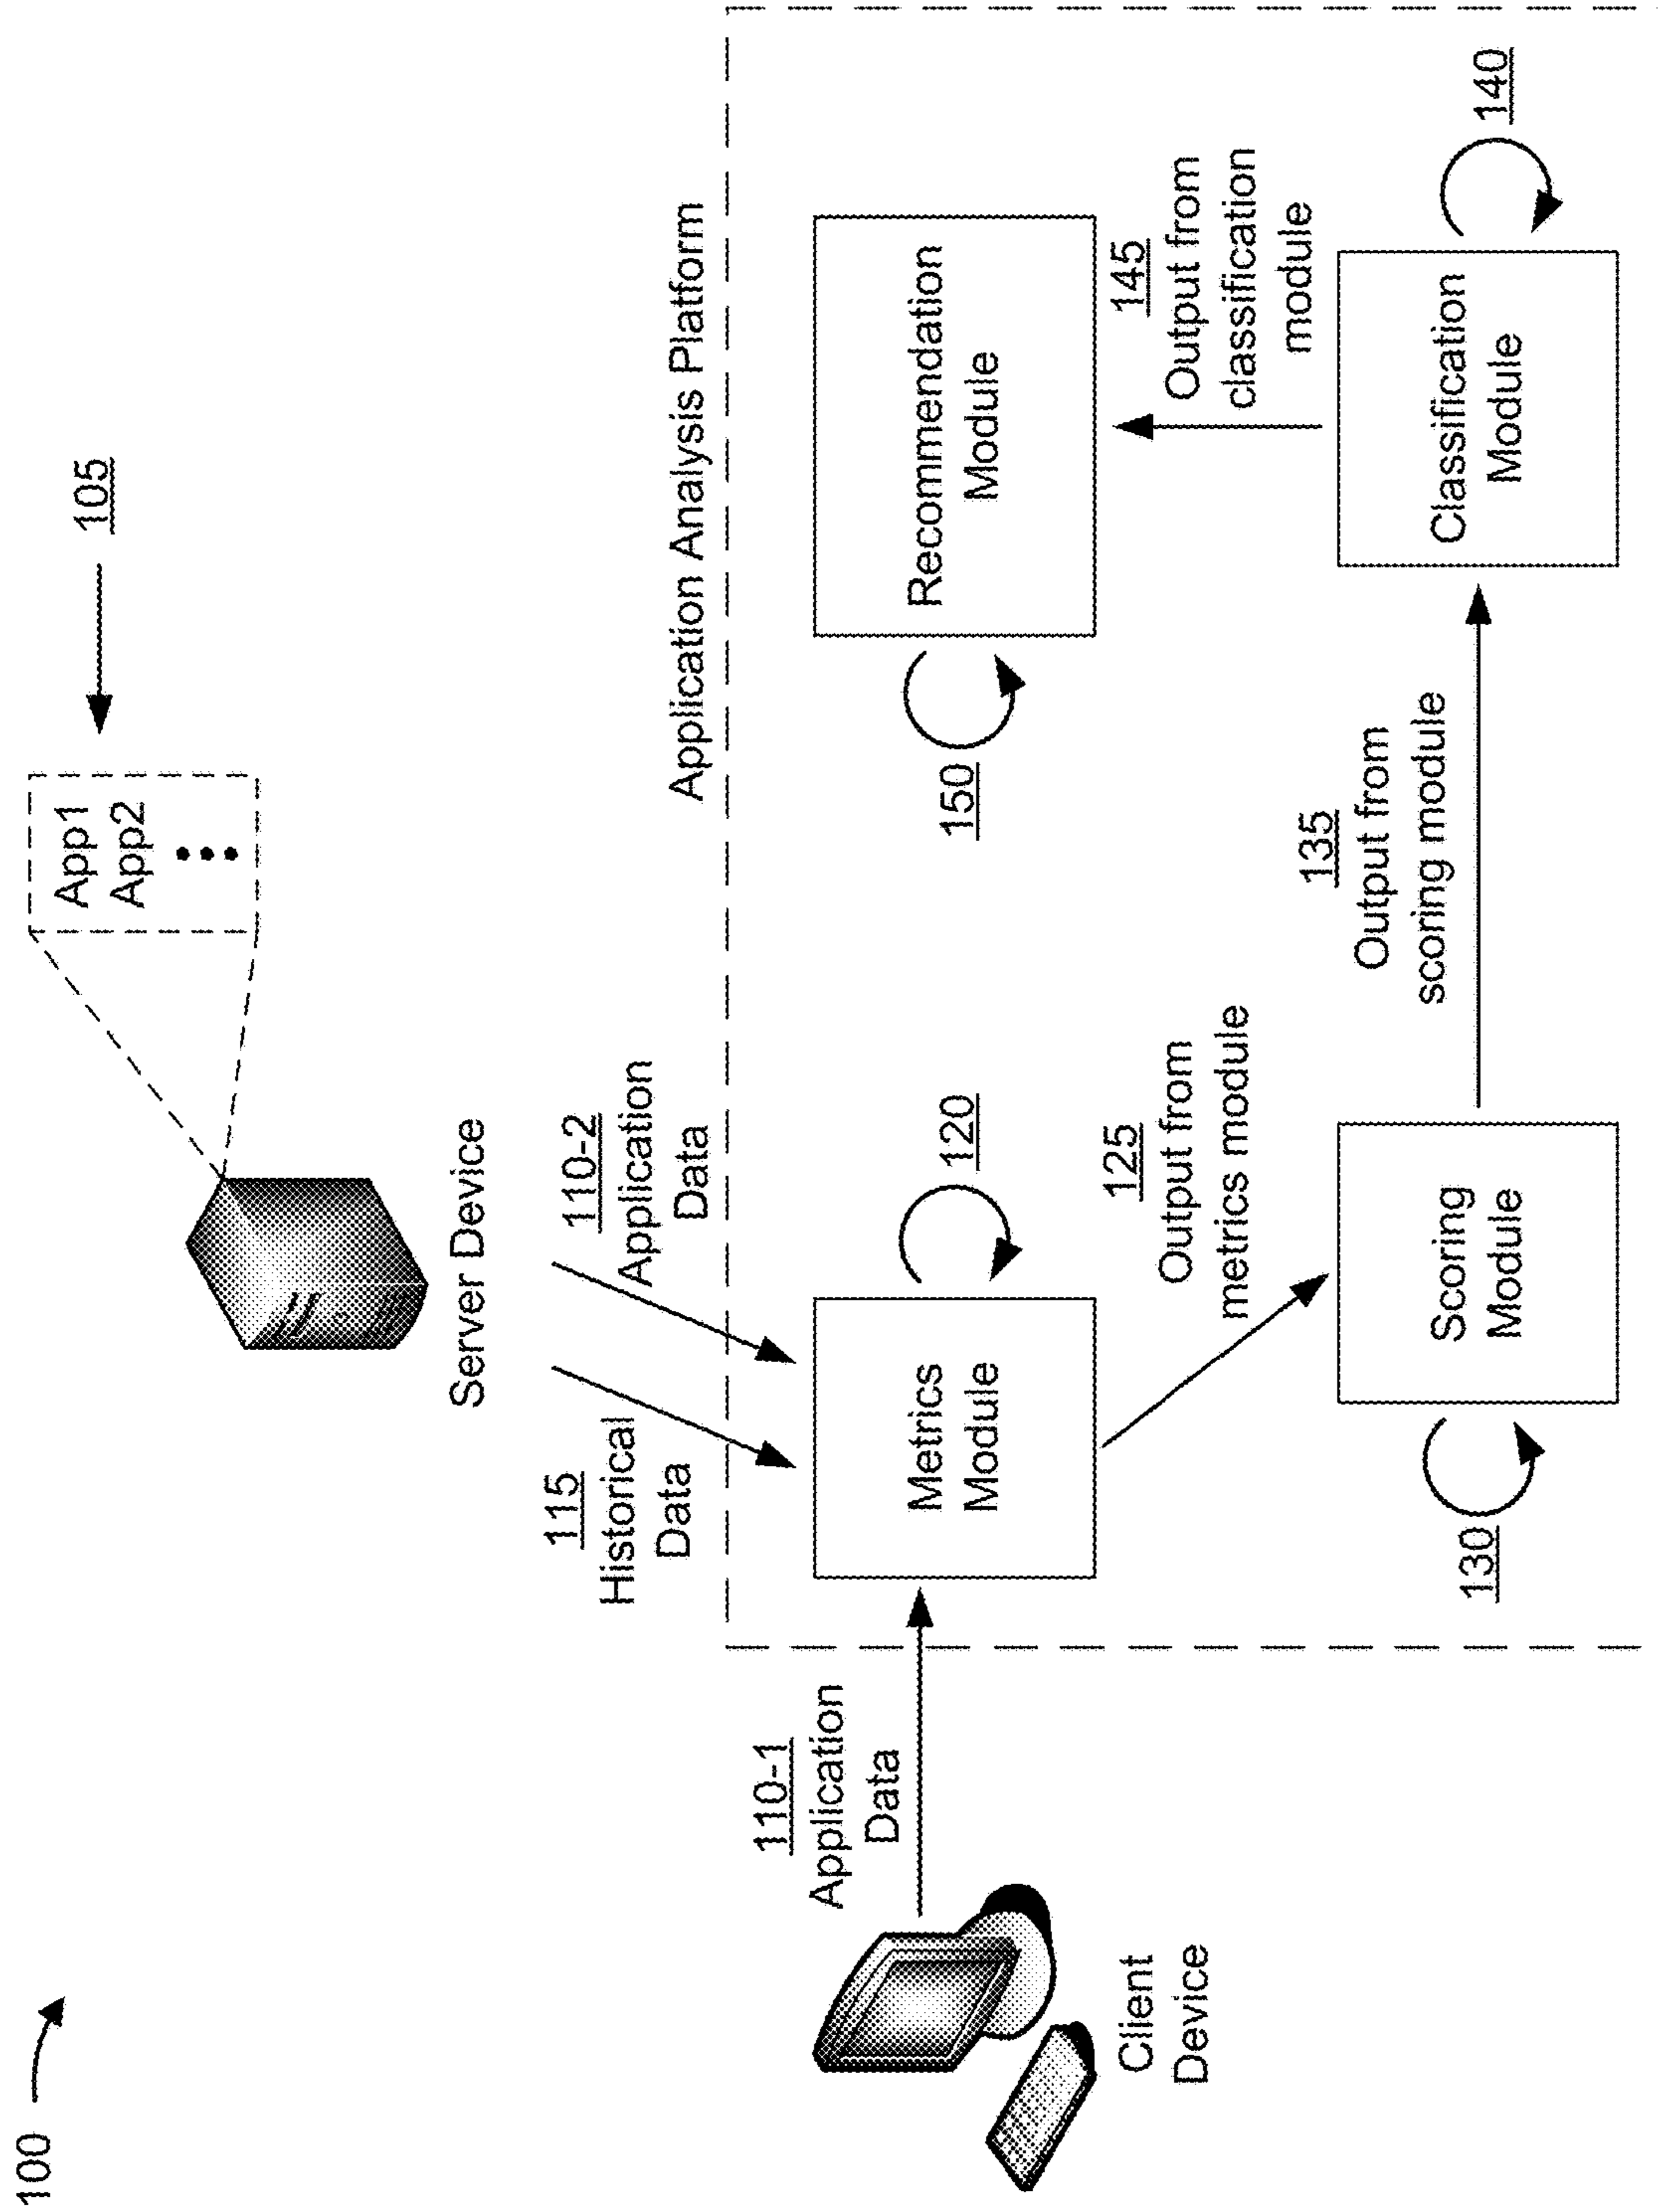 100
105
App1
App2
Server Device
115
Historical
Data
110-2
Application
Data
Application Analysis Platform
110-1
Application
Data
Client
Device
Metrics
Module
120
125
Output from
metrics module
130
Scoring
Module
135
Output from
scoring module
Classification
Module
140
145
Output from
classification
module
150
Recommendation
Module